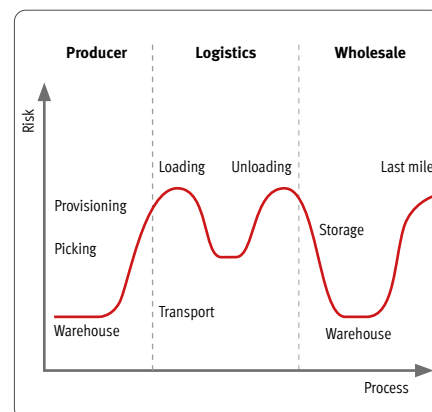 Producer
Logistics
Wholesale
Risk
Loading
Unloading
Last mile
Provisioning
Storage
Picking
Transport
Warehouse
Warehouse
Process